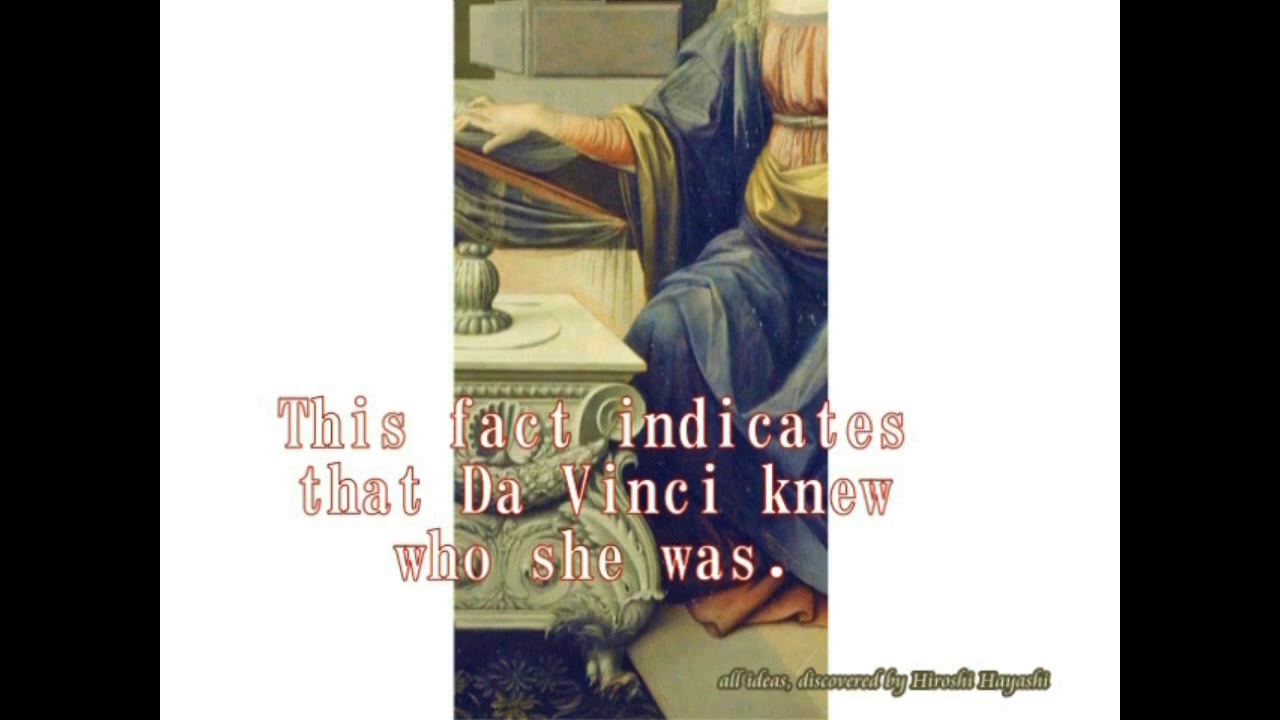 This fact indicates
that Da Vinci knew
who she was.
all ideas, discovered by Hiroshi Hayashi